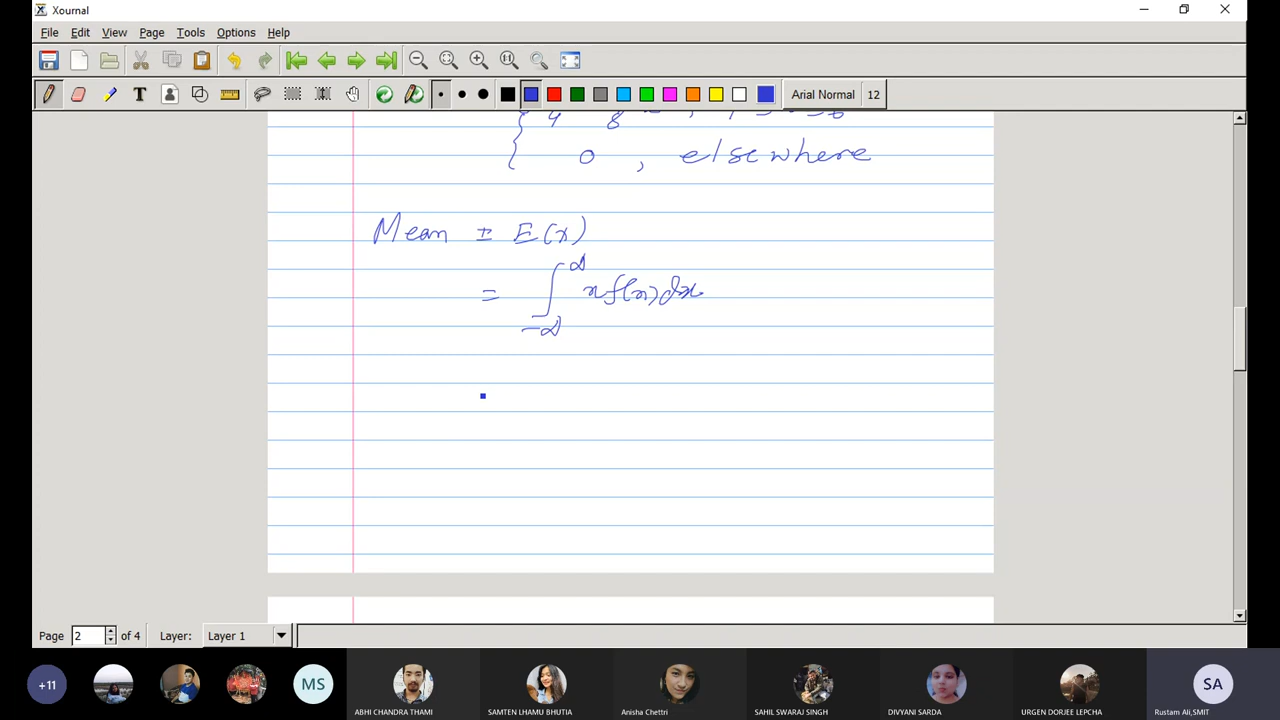 Xournal
File Edit View Page Tools Options Help
Arial Normal 12
0 , elsewhere
Mean = E(x)
= ∫ x f(x) dx
∞
-∞
Page 2 of 4 Layer: Layer 1
+11 MS SA
ABHI CHANDRA THAMI SAMTEN LHAMU BHUTIA Anisha Chettri SAHIL SWARAJ SINGH DIVYANI SARDA URGEN DORJEE LEPCHA Rustam Ali,SMIT